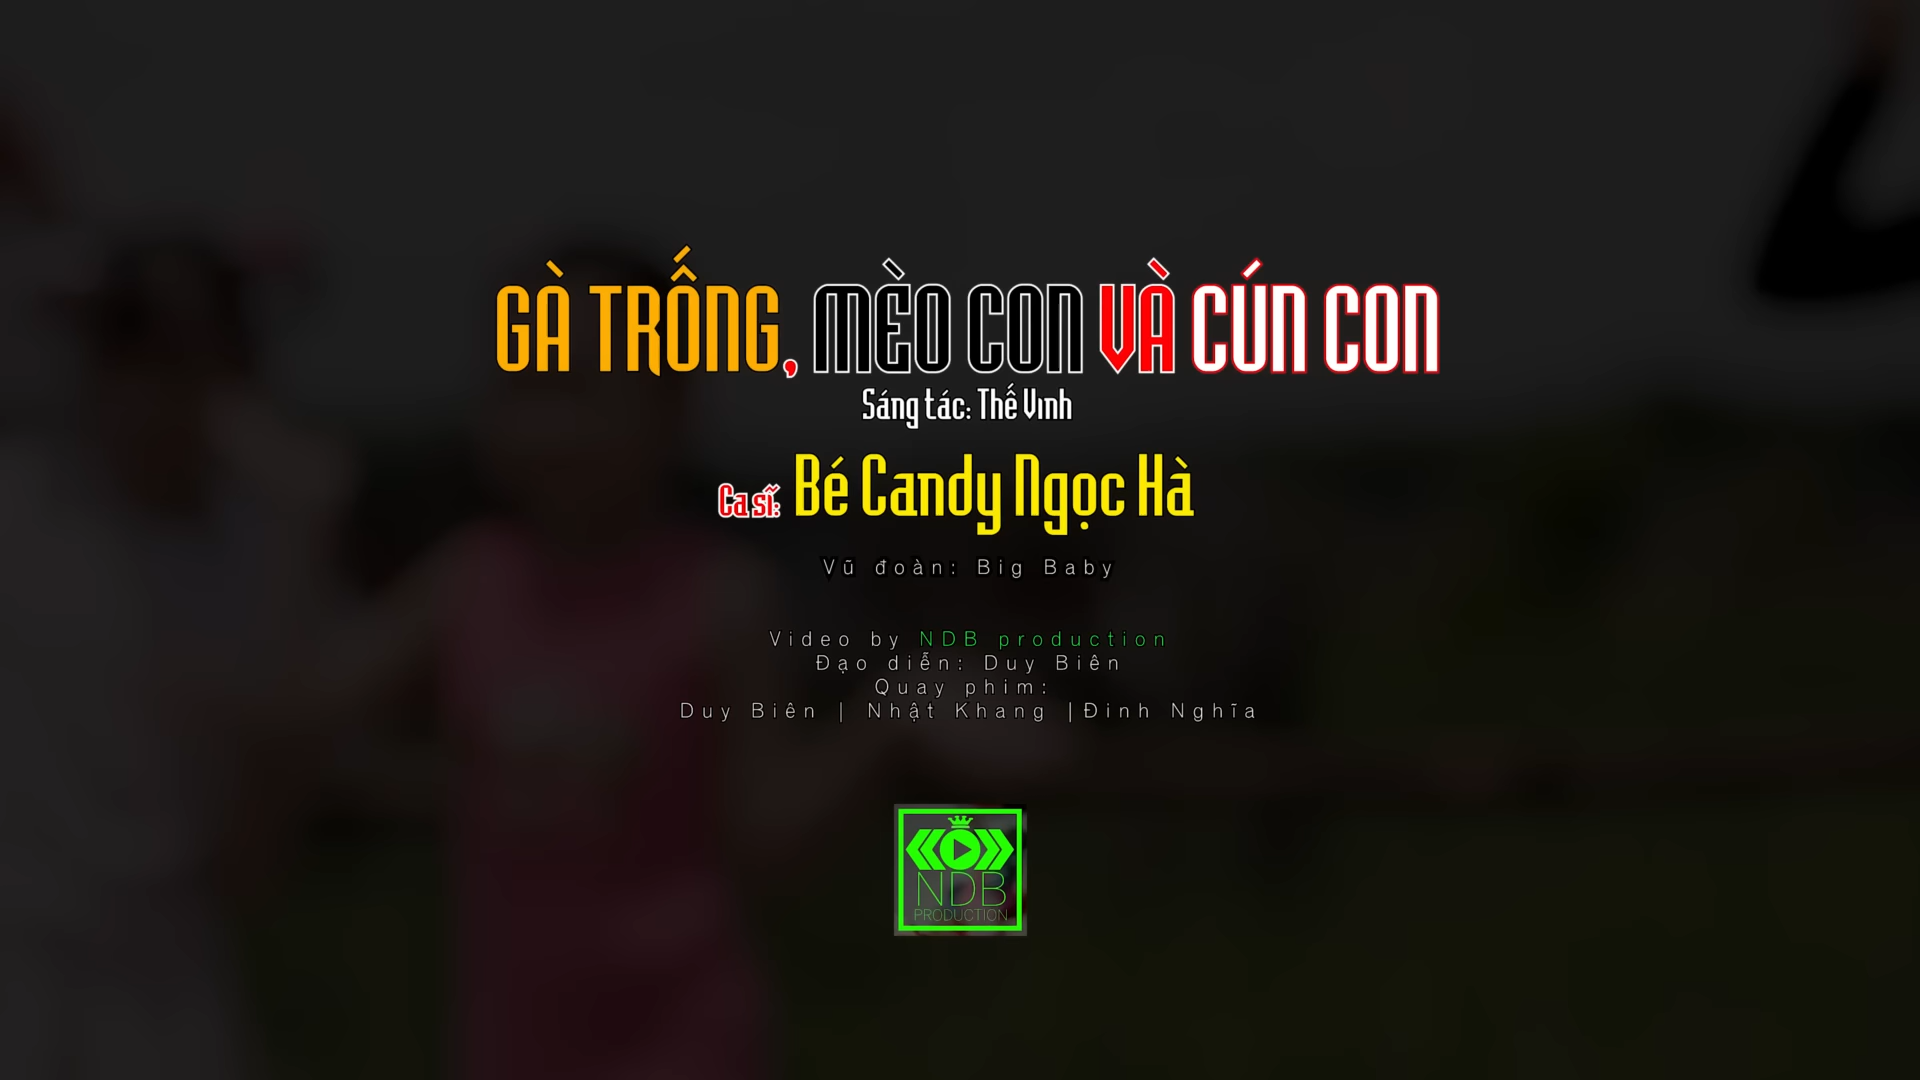 GÀ TRỐNG, MÈO CON VÀ CÚN CON
Sáng tác: Thế Vinh
Ca sĩ: Bé Candy Ngọc Hà
Vũ đoàn: Big Baby
Video by NDB production
Đạo diễn: Duy Biên
Quay phim:
Duy Biên | Nhật Khang |Đinh Nghĩa
NDB
PRODUCTION